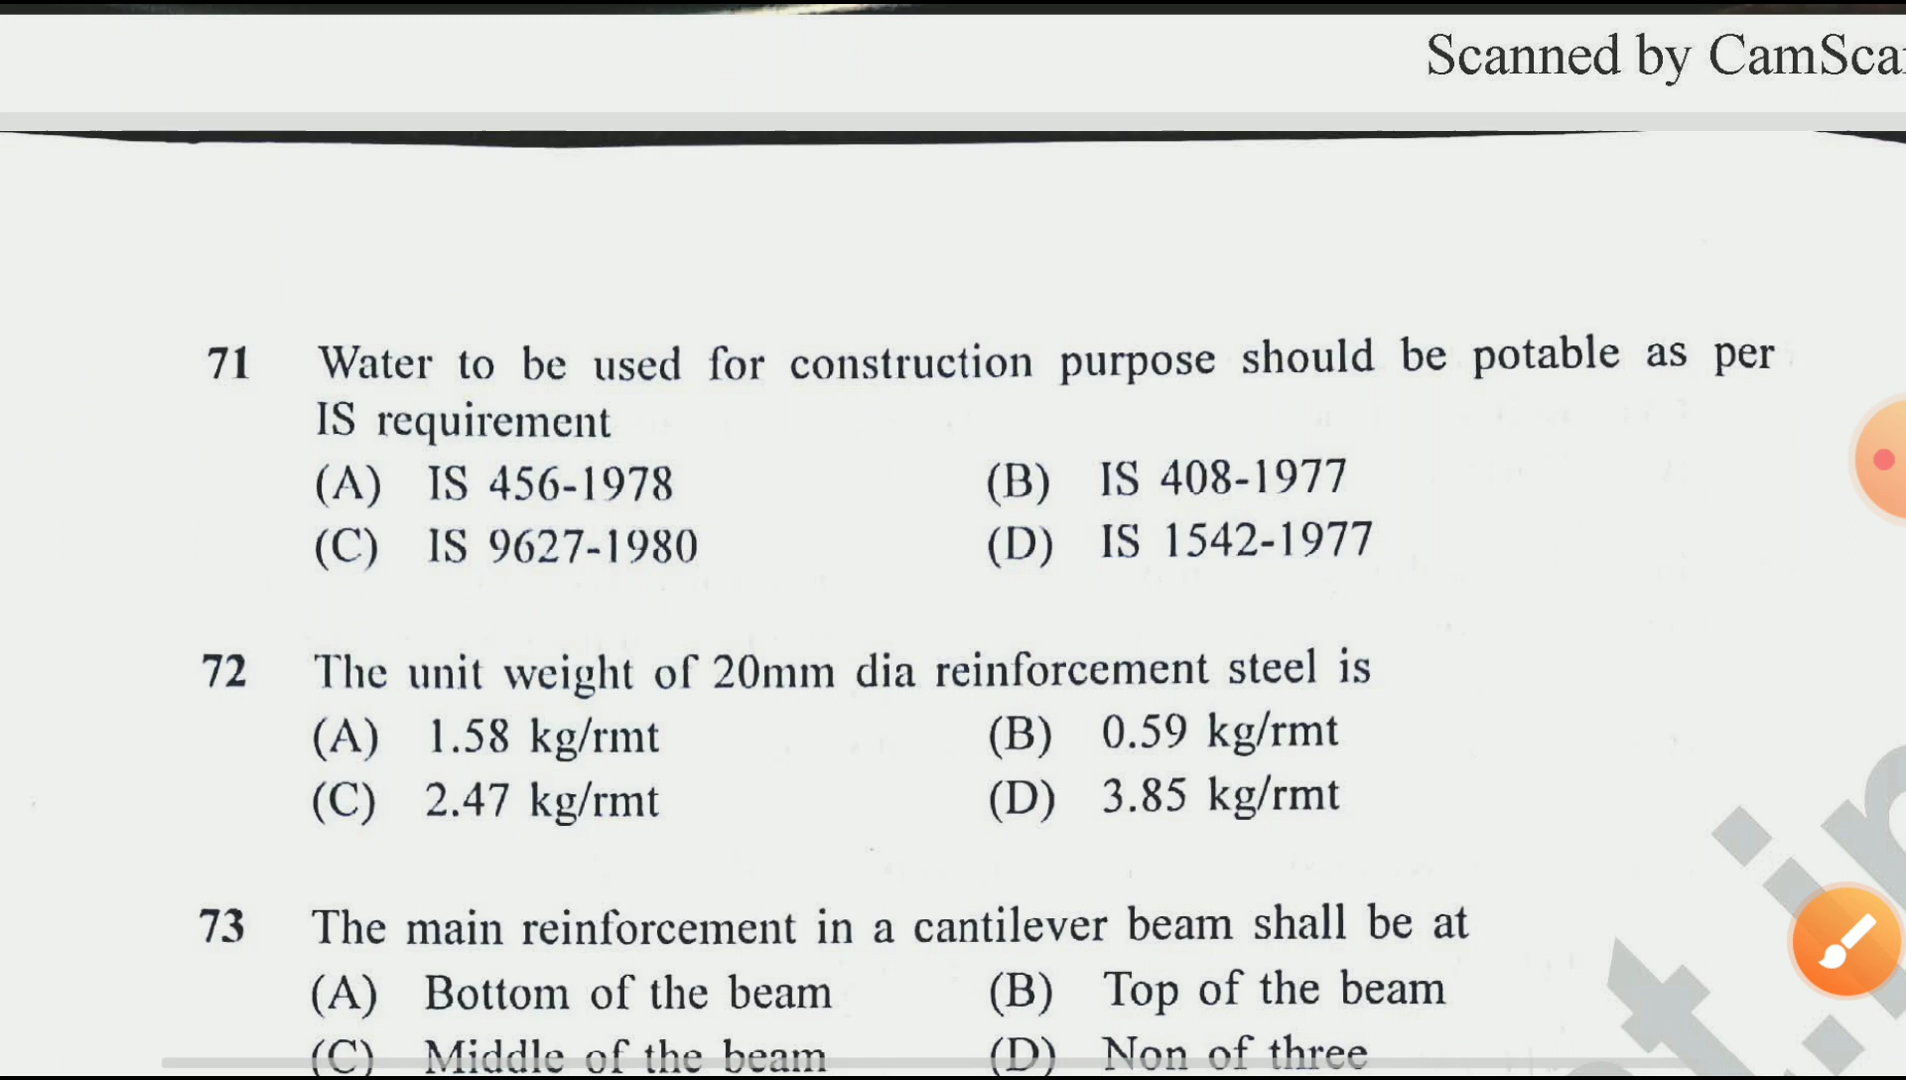 Scanned by CamSca
71 Water to be used for construction purpose should be potable as per
IS requirement
(A) IS 456-1978 (B) IS 408-1977
(C) IS 9627-1980 (D) IS 1542-1977
72 The unit weight of 20mm dia reinforcement steel is
(A) 1.58 kg/rmt (B) 0.59 kg/rmt
(C) 2.47 kg/rmt (D) 3.85 kg/rmt
73 The main reinforcement in a cantilever beam shall be at
(A) Bottom of the beam (B) Top of the beam
(C) Middle of the beam (D) Non of three